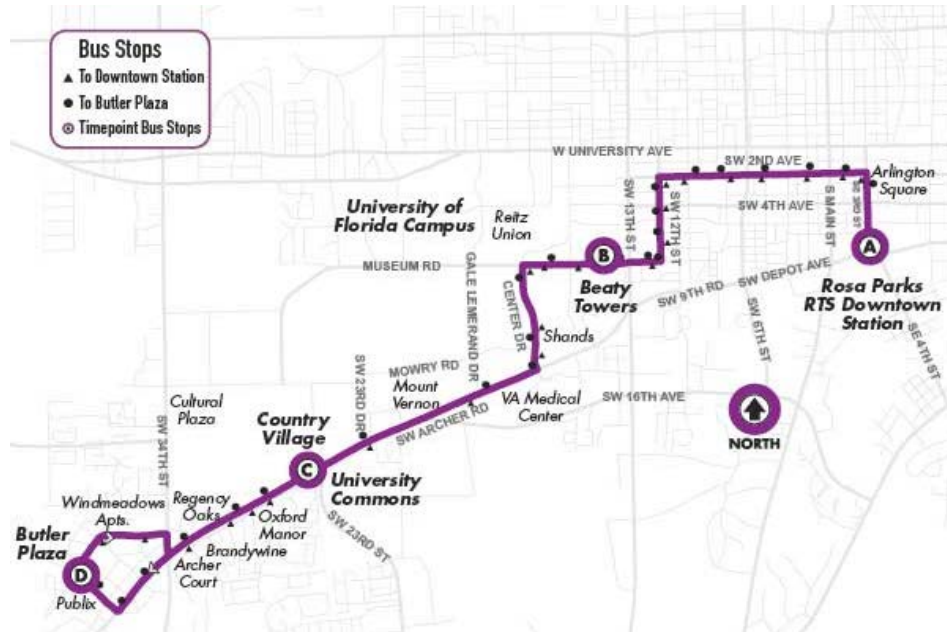 Bus Stops
To Downtown Station
To Butler Plaza
Timepoint Bus Stops
W UNIVERSITY AVE
SW 2ND AVE
Arlington
Square
SW 13TH ST
SW 12TH ST
SW 4TH AVE
S MAIN ST
SE 3RD ST
University of
Florida Campus
Reitz
Union
A
B
MUSEUM RD
GALE LEMERAND DR
CENTER DR
Beaty
Towers
SW 9TH RD
SW DEPOT AVE
Rosa Parks
RTS Downtown
Station
SW 6TH ST
SE 4TH ST
Shands
SW 23RD DR
MOWRY RD
Mount
Vernon
VA Medical
Center
SW 16TH AVE
SW ARCHER RD
NORTH
Cultural
Plaza
SW 34TH ST
Country
Village
C
University
Commons
Windmeadows
Apts.
Regency
Oaks
Oxford
Manor
Brandywine
SW 23RD ST
Butler
Plaza
Archer
Court
D
Publix